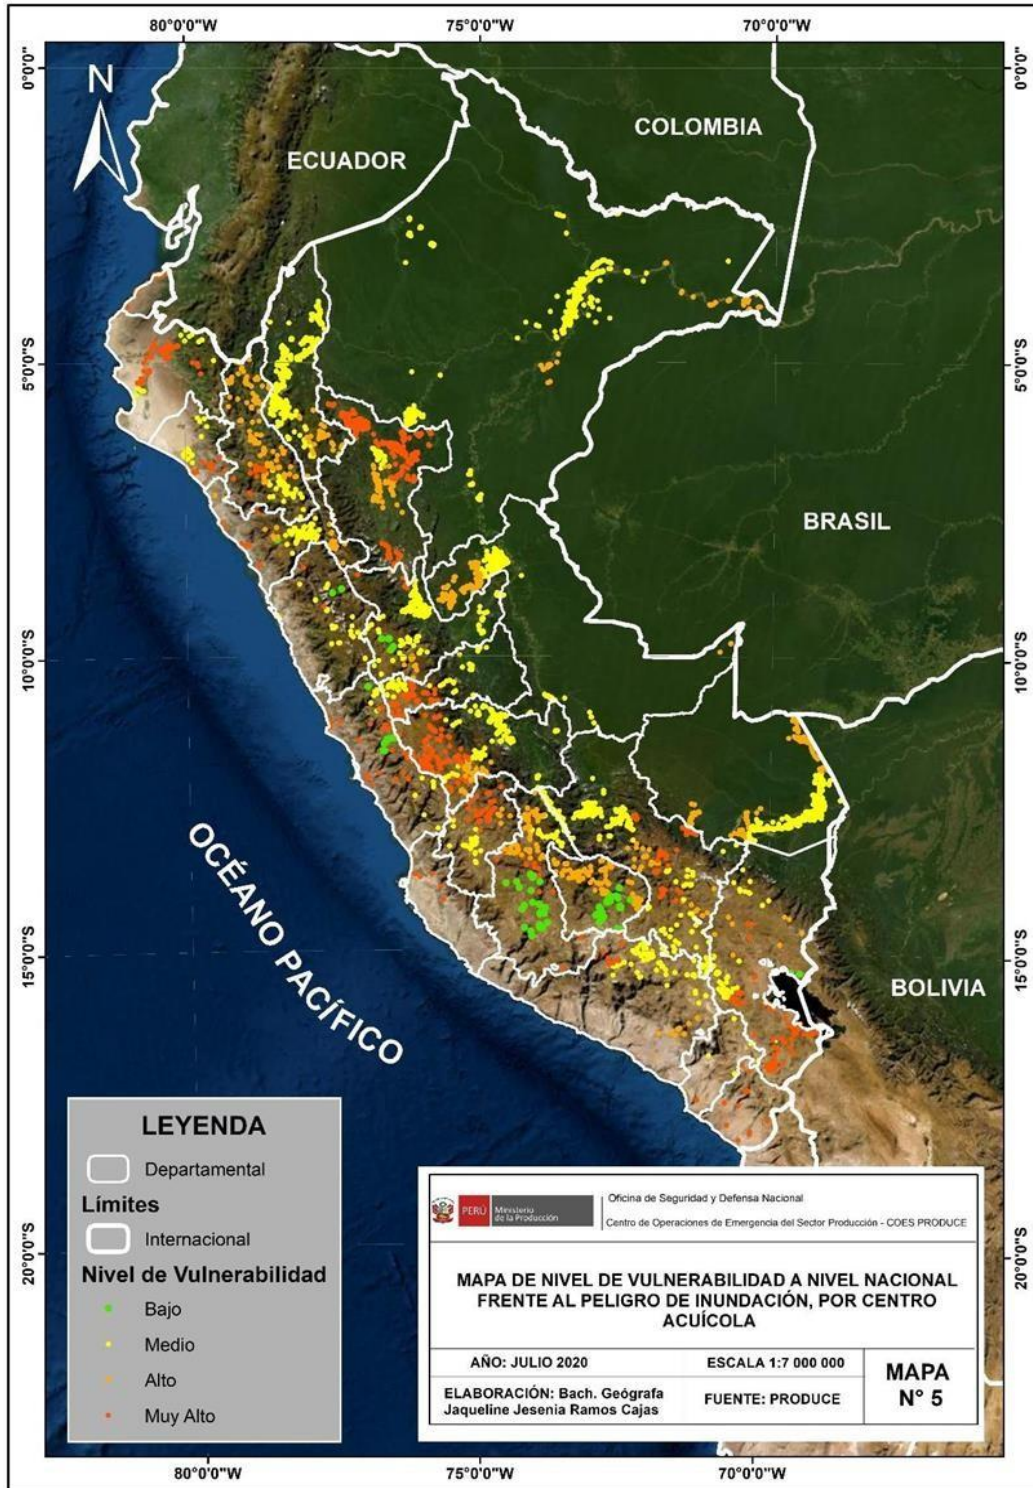 80°0'0"W
75°0'0"W
70°0'0"W
0°0'0"
0°0'0"
N
COLOMBIA
ECUADOR
5°0'0"S
5°0'0"S
BRASIL
10°0'0"S
10°0'0"S
OCÉANO PACÍFICO
15°0'0"S
15°0'0"S
BOLIVIA
LEYENDA
Departamental
Límites
Internacional
Nivel de Vulnerabilidad
Bajo
Medio
Alto
Muy Alto
20°0'0"S
20°0'0"S
PERÚ
Ministerio
de la Producción
Oficina de Seguridad y Defensa Nacional
Centro de Operaciones de Emergencia del Sector Producción - COES PRODUCE
MAPA DE NIVEL DE VULNERABILIDAD A NIVEL NACIONAL
FRENTE AL PELIGRO DE INUNDACIÓN, POR CENTRO
ACUÍCOLA
AÑO: JULIO 2020
ESCALA 1:7 000 000
ELABORACIÓN: Bach. Geógrafa
Jaqueline Jesenia Ramos Cajas
FUENTE: PRODUCE
MAPA
N° 5
80°0'0"W
75°0'0"W
70°0'0"W